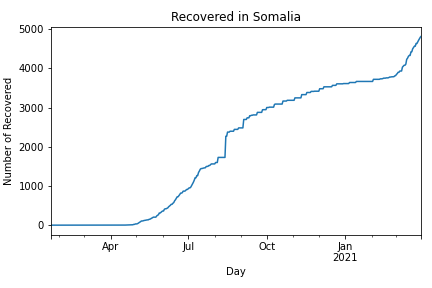 Recovered in Somalia
Number of Recovered
5000
4000
3000
2000
1000
0
Apr
Jul
Oct
Jan
2021
Day